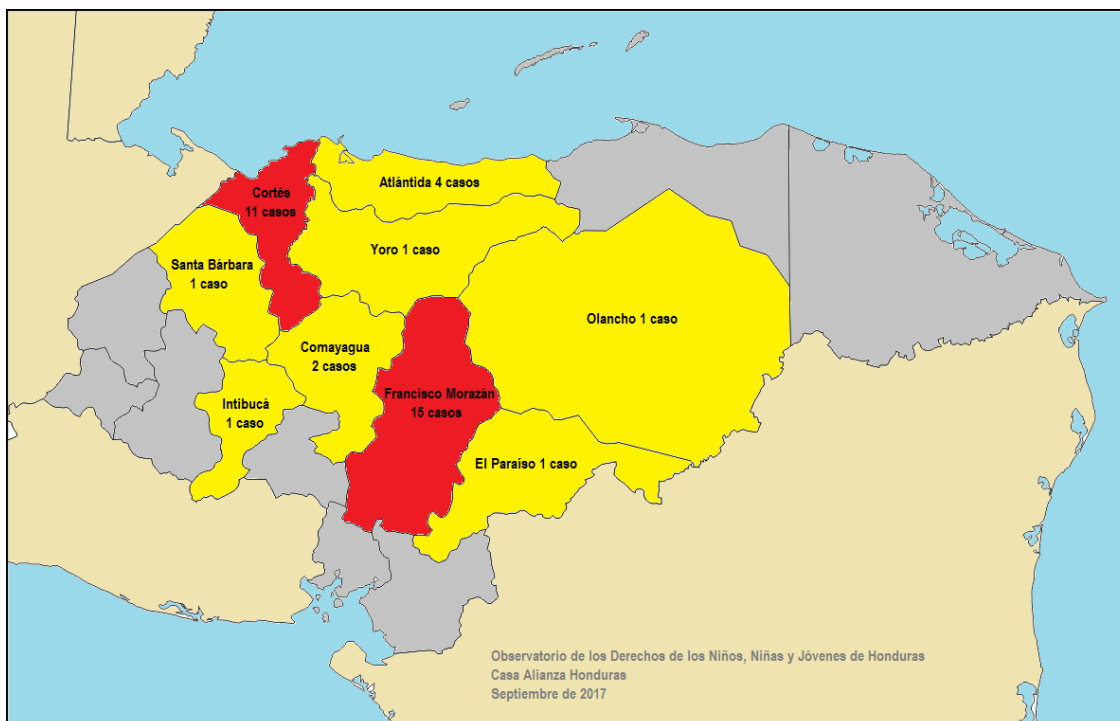 Atlántida 4 casos
Cortés
11 casos
Yoro 1 caso
Santa Bárbara
1 caso
Olancho 1 caso
Comayagua
2 casos
Francisco Morazán
15 casos
Intibucá
1 caso
El Paraíso 1 caso
Observatorio de los Derechos de los Niños, Niñas y Jóvenes de Honduras
Casa Alianza Honduras
Septiembre de 2017